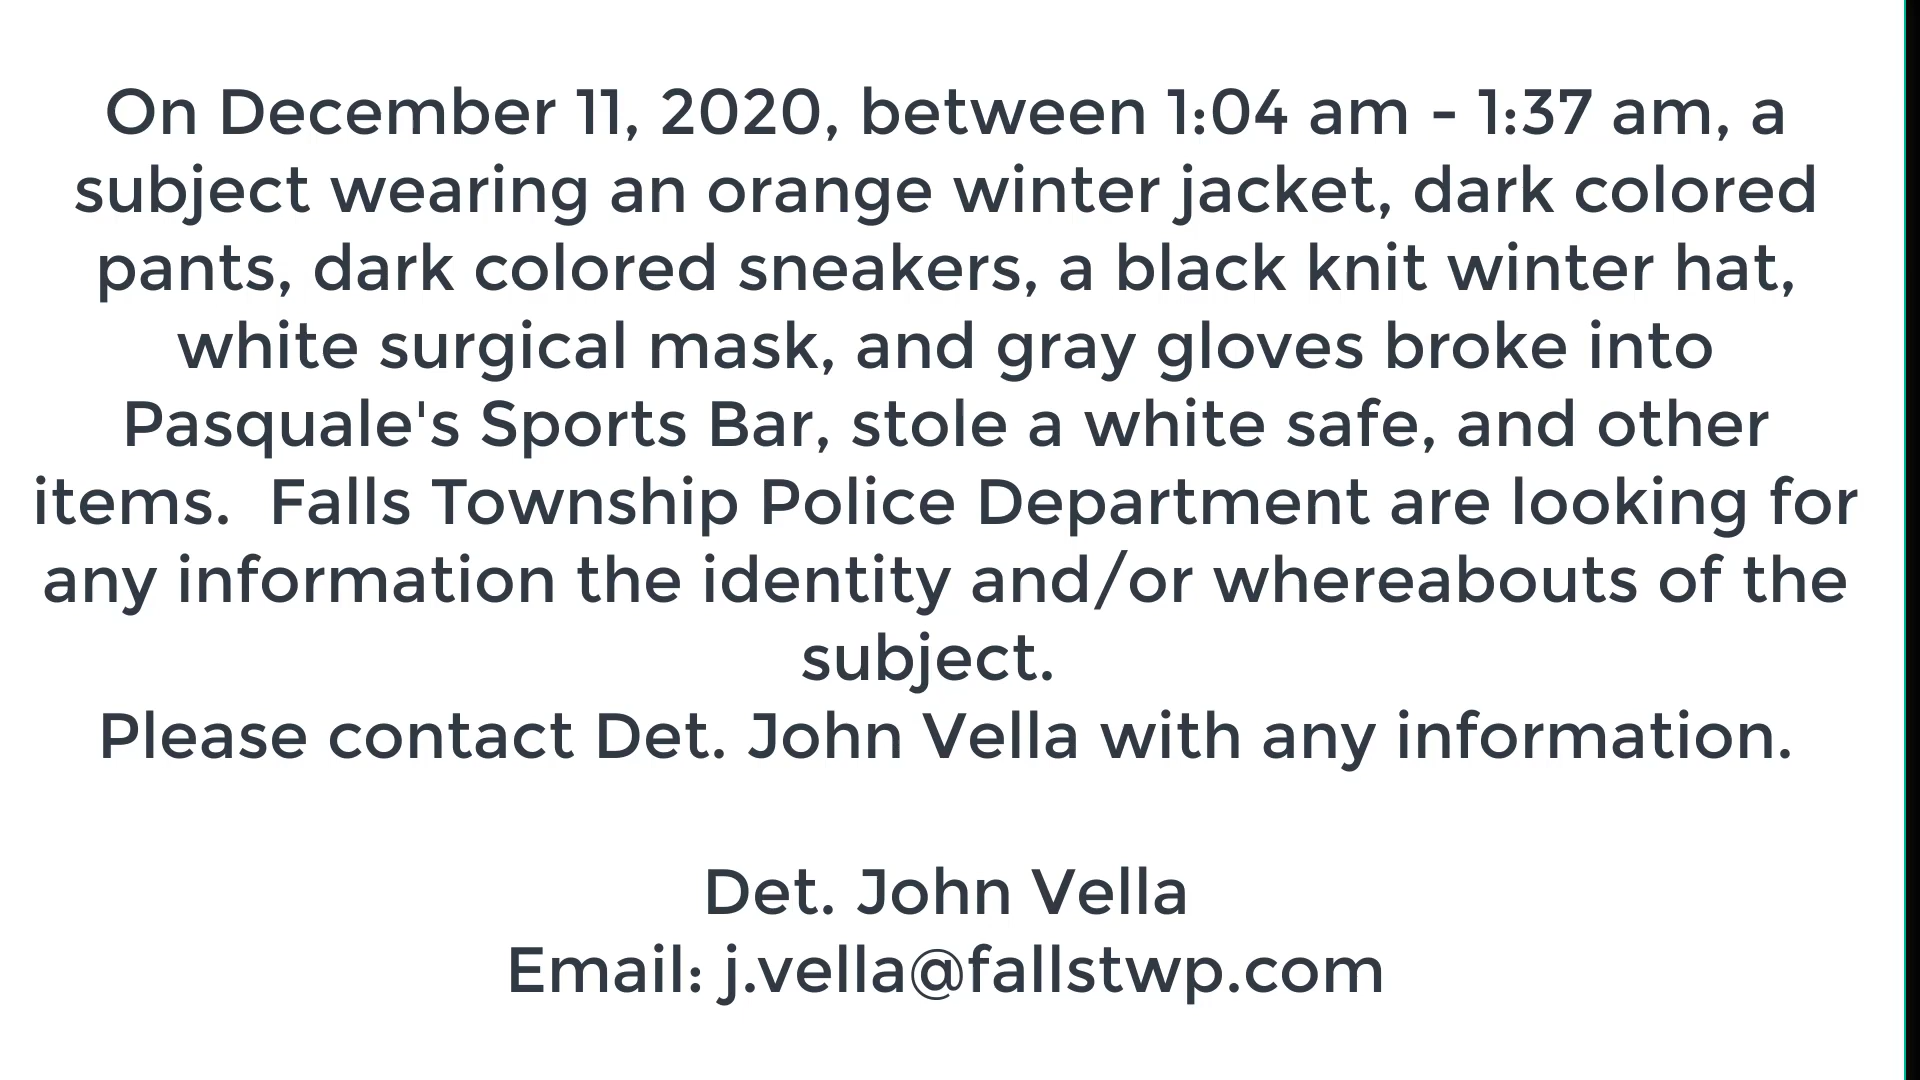 On December 11, 2020, between 1:04 am - 1:37 am, a
subject wearing an orange winter jacket, dark colored
pants, dark colored sneakers, a black knit winter hat,
white surgical mask, and gray gloves broke into
Pasquale's Sports Bar, stole a white safe, and other
items.  Falls Township Police Department are looking for
any information the identity and/or whereabouts of the
subject.
Please contact Det. John Vella with any information.
Det. John Vella
Email: j.vella@fallstwp.com